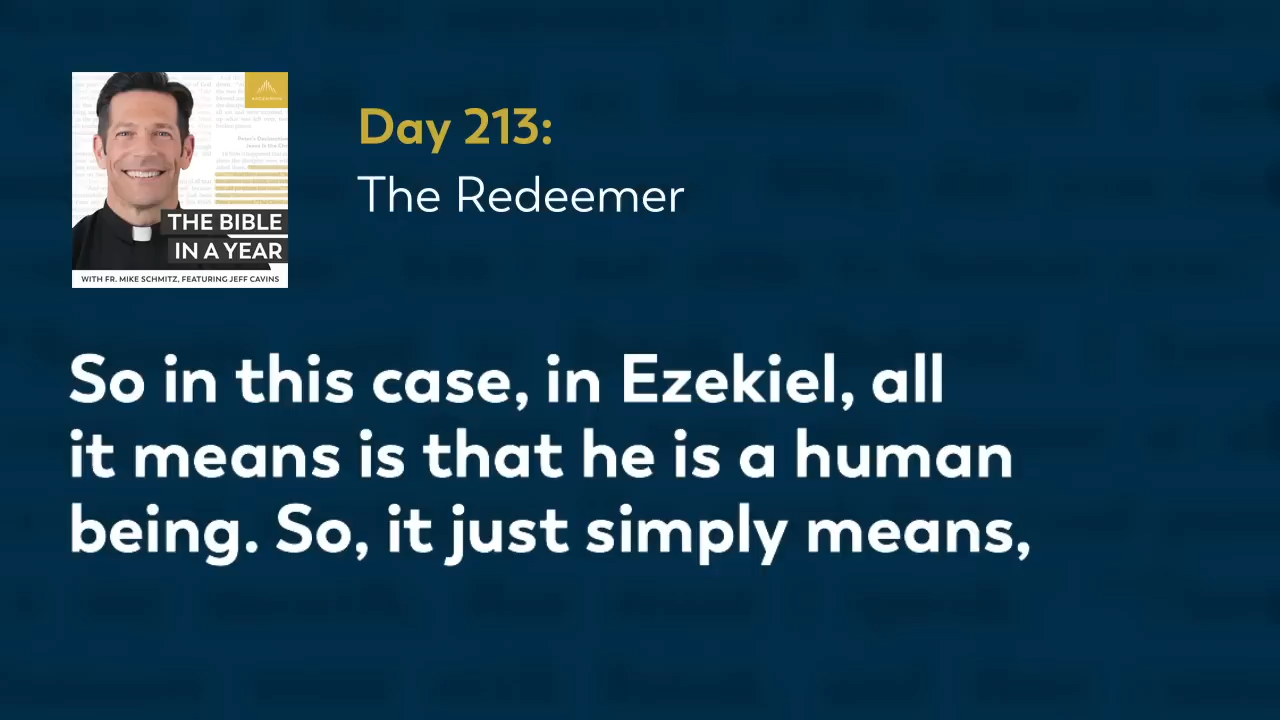 Day 213:
The Redeemer
THE BIBLE
IN A YEAR
WITH FR. MIKE SCHMITZ, FEATURING JEFF CAVINS
So in this case, in Ezekiel, all
it means is that he is a human
being. So, it just simply means,